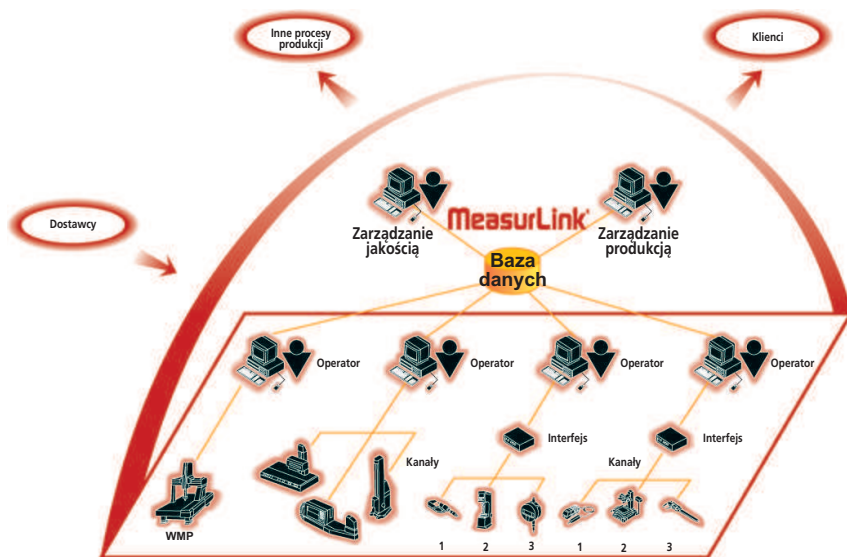 Inne procesy
produkcji
Klienci
Dostawcy
MeasurLink®
Zarządzanie
jakością
Zarządzanie
produkcją
Baza
danych
Operator
Operator
Operator
Operator
Interfejs
Interfejs
Kanały
Kanały
WMP
1
2
3
1
2
3